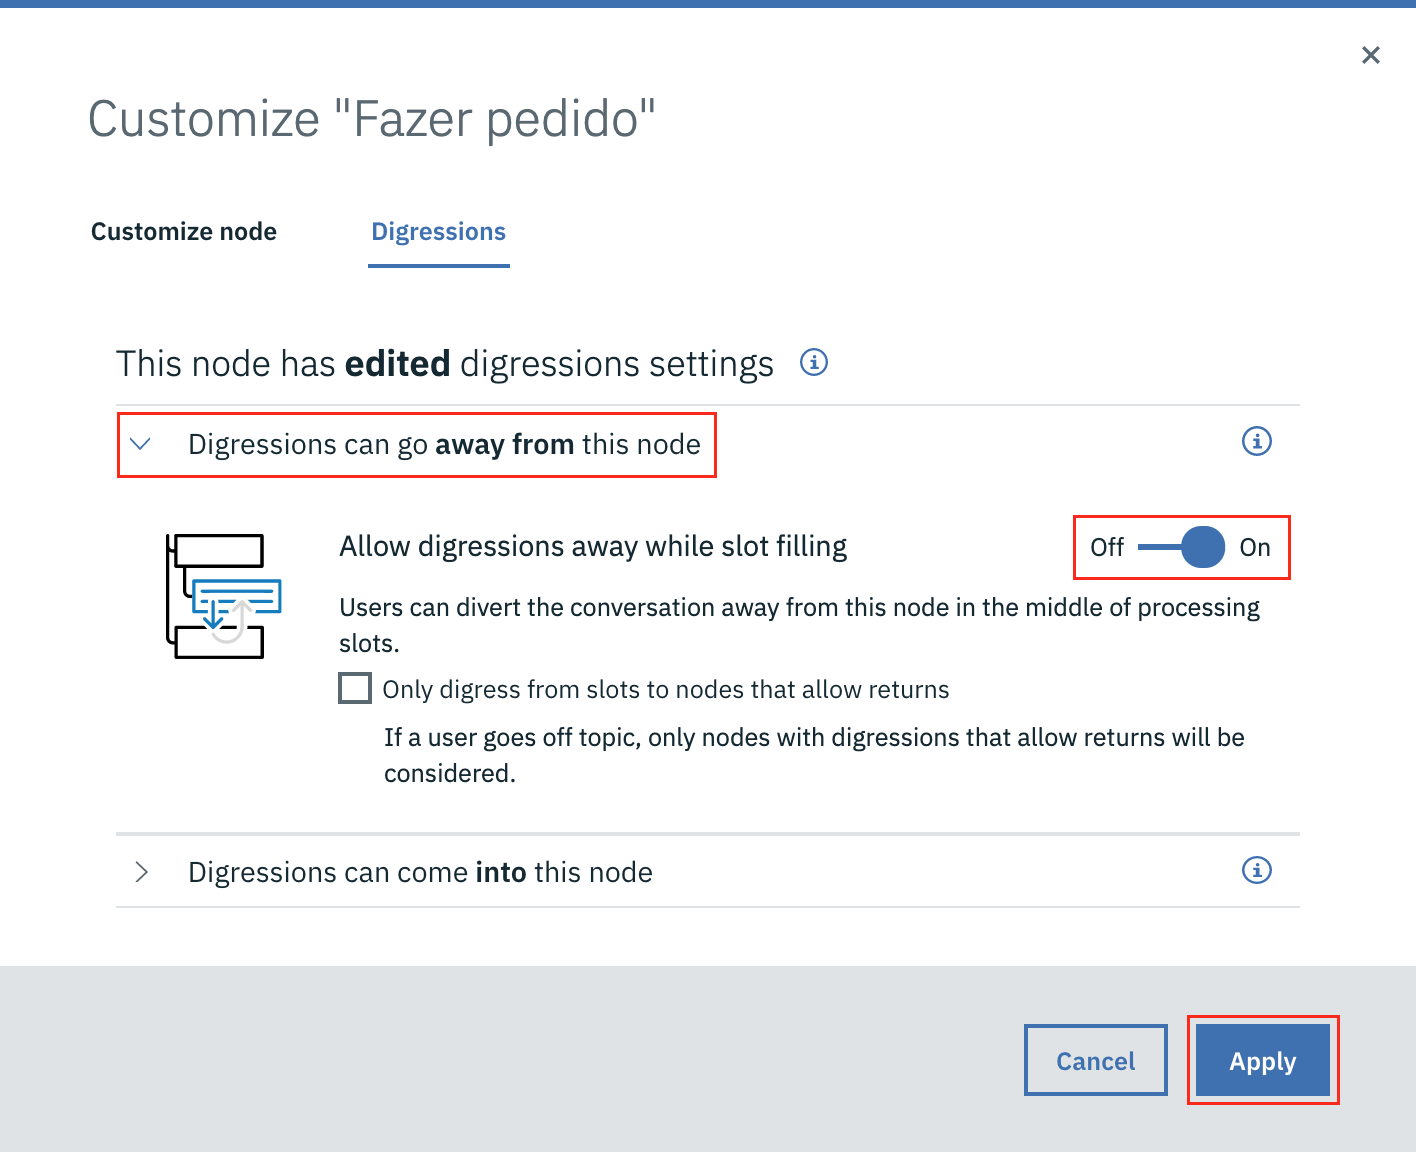 Customize "Fazer pedido"
Customize node
Digressions
This node has edited digressions settings
Digressions can go away from this node
Allow digressions away while slot filling
Off
On
Users can divert the conversation away from this node in the middle of processing
slots.
Only digress from slots to nodes that allow returns
If a user goes off topic, only nodes with digressions that allow returns will be
considered.
Digressions can come into this node
Cancel
Apply